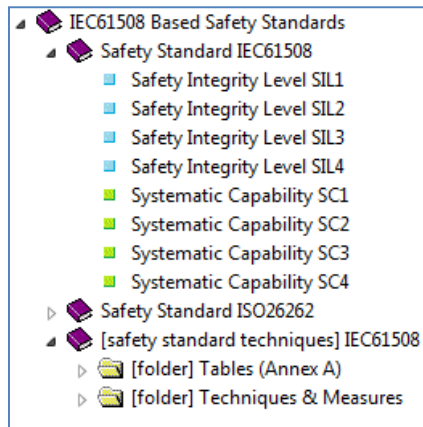 IEC61508 Based Safety Standards
Safety Standard IEC61508
Safety Integrity Level SIL1
Safety Integrity Level SIL2
Safety Integrity Level SIL3
Safety Integrity Level SIL4
Systematic Capability SC1
Systematic Capability SC2
Systematic Capability SC3
Systematic Capability SC4
Safety Standard ISO26262
[safety standard techniques] IEC61508
[folder] Tables (Annex A)
[folder] Techniques & Measures